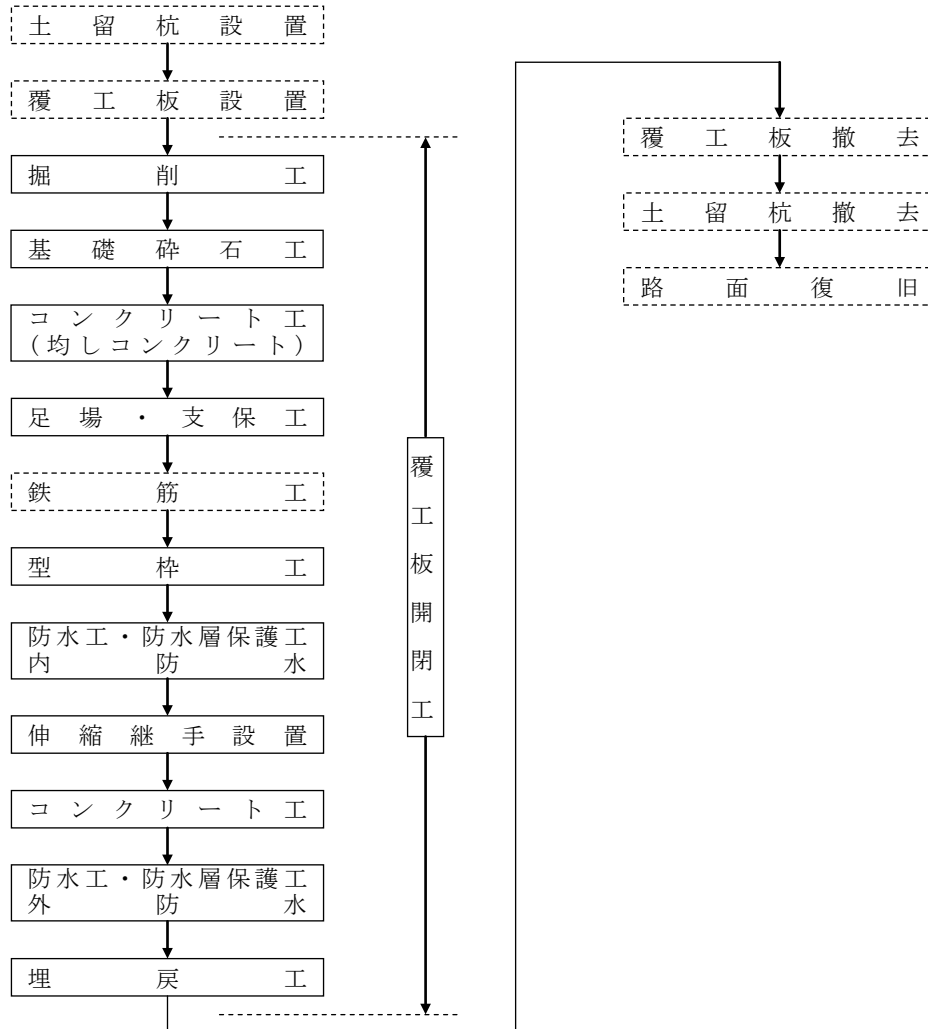 土留杭設置
覆工板設置
掘削工
基礎砕石工
コンクリート工
(均しコンクリート)
足場・支保工
鉄筋工
型枠工
防水工・防水層保護工
内防水
伸縮継手設置
コンクリート工
防水工・防水層保護工
外防水
埋戻工
覆工板開閉工
覆工板撤去
土留杭撤去
路面復旧